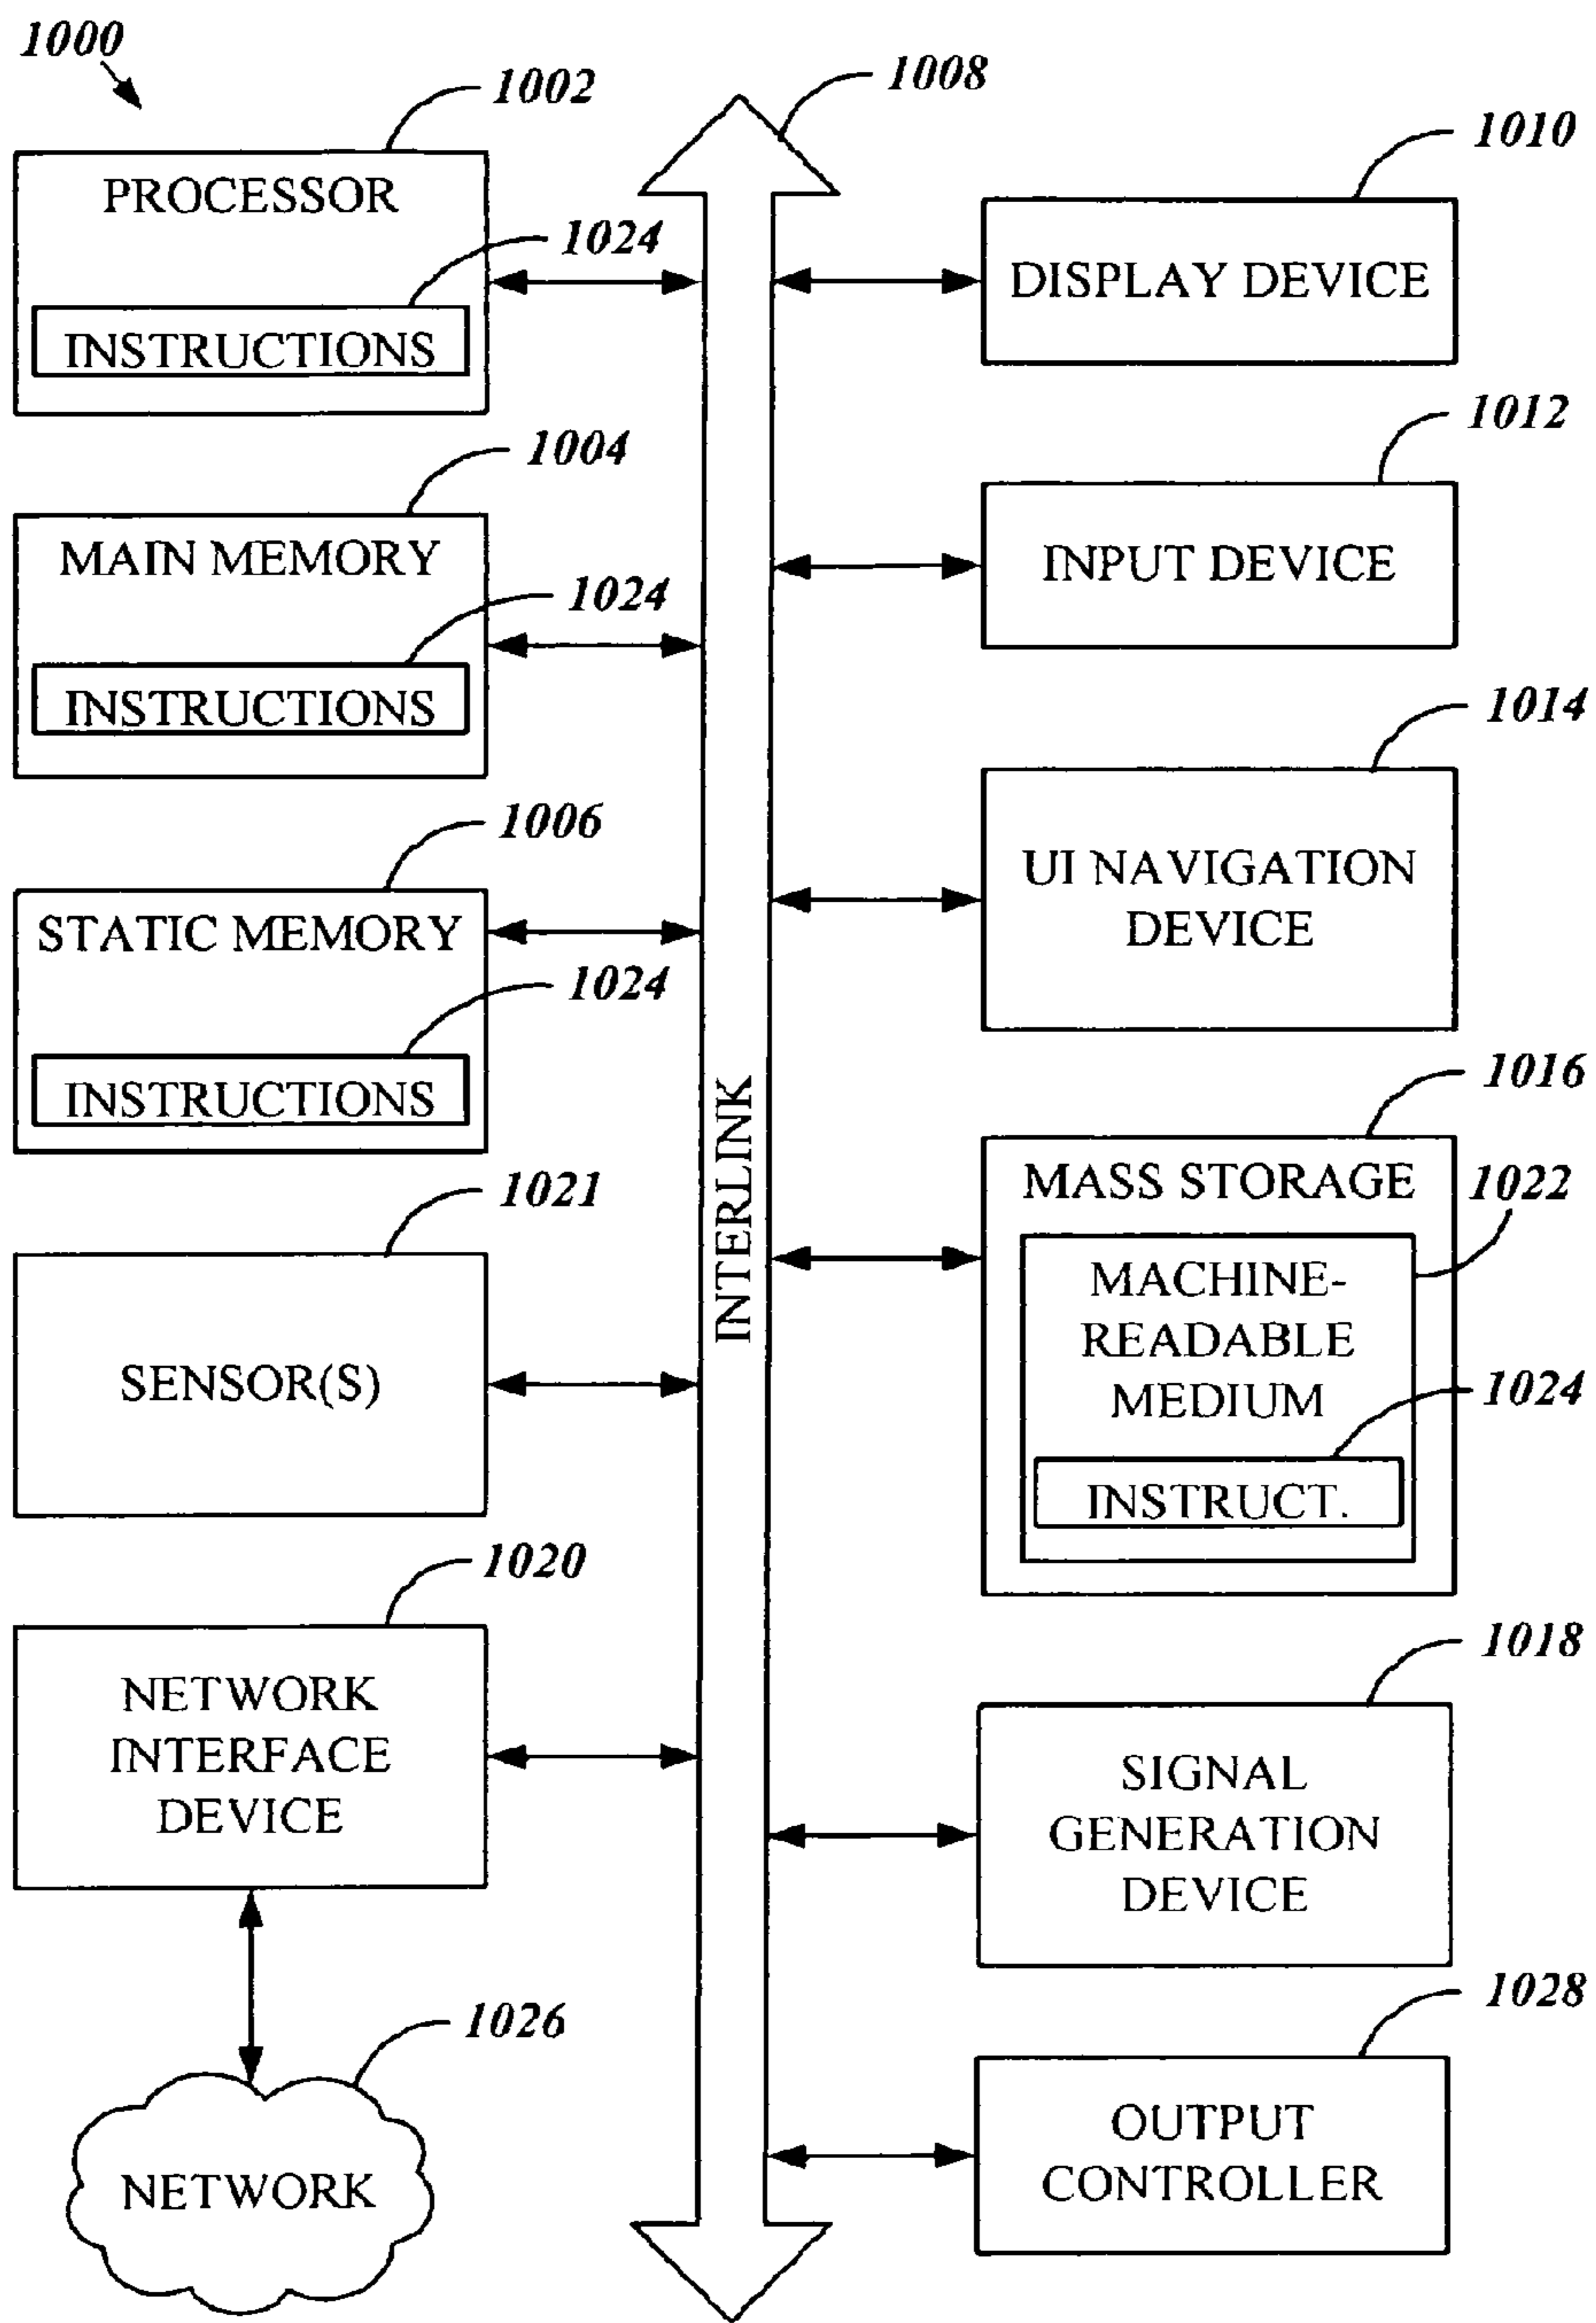 1000
1002
PROCESSOR
1024
INSTRUCTIONS
1004
MAIN MEMORY
1024
INSTRUCTIONS
1006
STATIC MEMORY
1024
INSTRUCTIONS
1021
SENSOR(S)
1020
NETWORK
INTERFACE
DEVICE
1026
NETWORK
1008
INTERLINK
1010
DISPLAY DEVICE
1012
INPUT DEVICE
1014
UI NAVIGATION
DEVICE
1016
MASS STORAGE
1022
MACHINE-
READABLE
MEDIUM
1024
INSTRUCT.
1018
SIGNAL
GENERATION
DEVICE
1028
OUTPUT
CONTROLLER